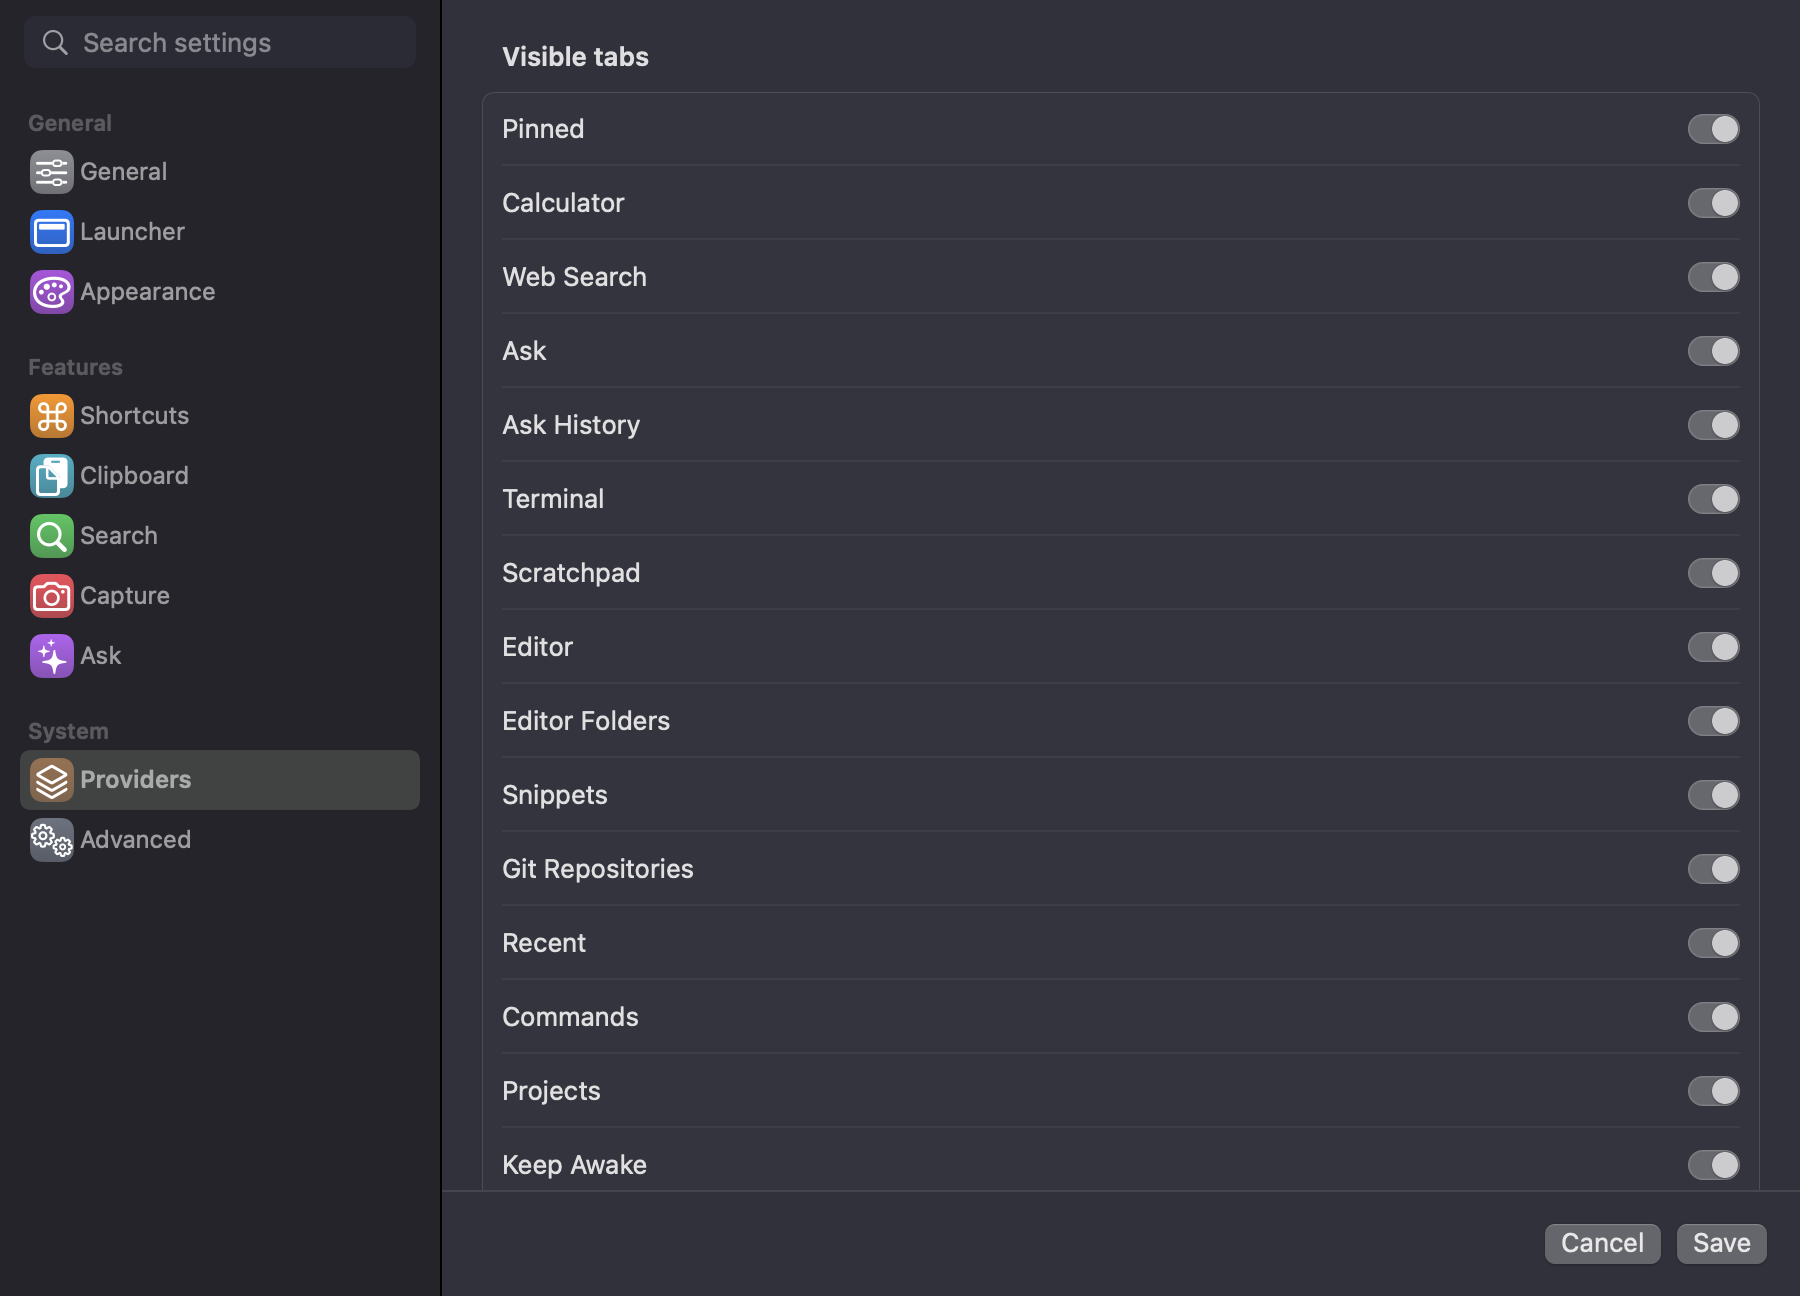 Search settings
General
General
Launcher
Appearance
Features
Shortcuts
Clipboard
Search
Capture
Ask
System
Providers
Advanced
Visible tabs
Pinned
Calculator
Web Search
Ask
Ask History
Terminal
Scratchpad
Editor
Editor Folders
Snippets
Git Repositories
Recent
Commands
Projects
Keep Awake
Cancel
Save